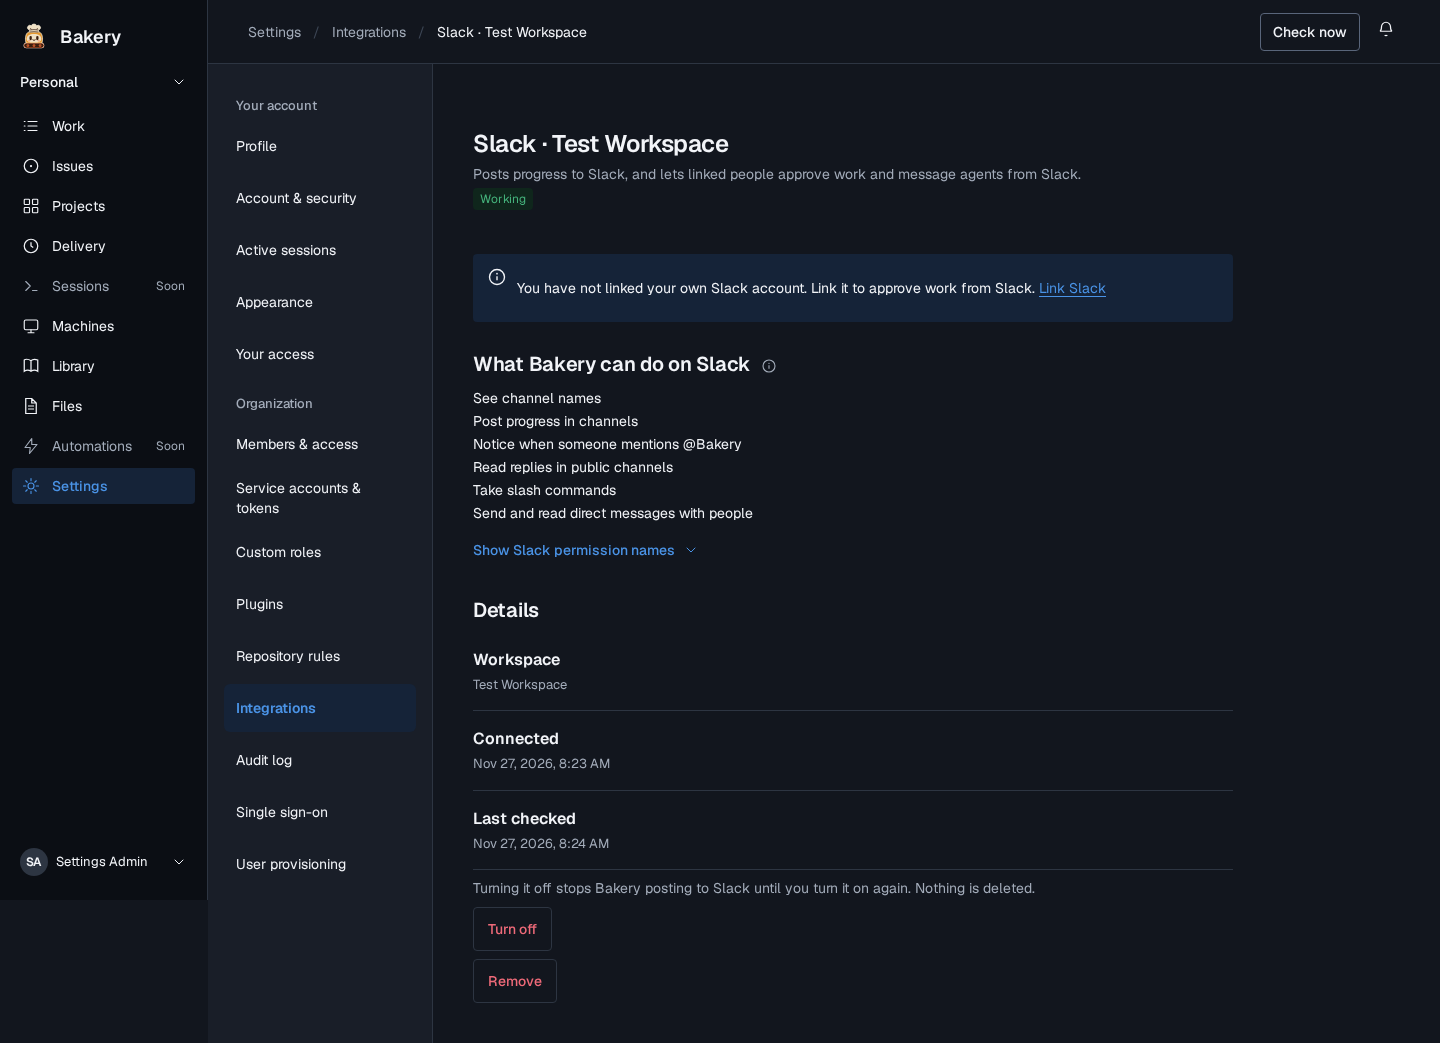 Bakery
Settings / Integrations / Slack · Test Workspace
Check now
Personal
Work
Issues
Projects
Delivery
Sessions Soon
Machines
Library
Files
Automations Soon
Settings
SA Settings Admin
Your account
Profile
Account & security
Active sessions
Appearance
Your access
Organization
Members & access
Service accounts &
tokens
Custom roles
Plugins
Repository rules
Integrations
Audit log
Single sign-on
User provisioning
Slack · Test Workspace
Posts progress to Slack, and lets linked people approve work and message agents from Slack.
Working
You have not linked your own Slack account. Link it to approve work from Slack. Link Slack
What Bakery can do on Slack
See channel names
Post progress in channels
Notice when someone mentions @Bakery
Read replies in public channels
Take slash commands
Send and read direct messages with people
Show Slack permission names
Details
Workspace
Test Workspace
Connected
Nov 27, 2026, 8:23 AM
Last checked
Nov 27, 2026, 8:24 AM
Turning it off stops Bakery posting to Slack until you turn it on again. Nothing is deleted.
Turn off
Remove